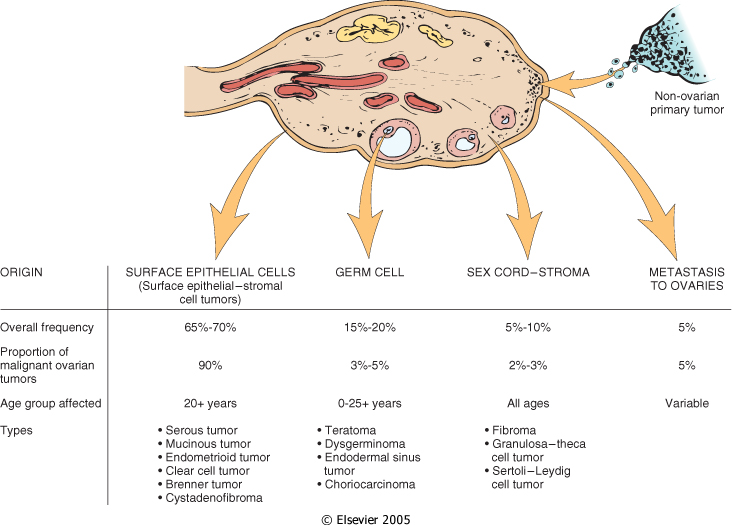 Non-ovarian
primary tumor
ORIGIN
SURFACE EPITHELIAL CELLS
(Surface epithelial–stromal
cell tumors)
GERM CELL
SEX CORD–STROMA
METASTASIS
TO OVARIES
Overall frequency
65%-70%
15%-20%
5%-10%
5%
Proportion of
malignant ovarian
tumors
90%
3%-5%
2%-3%
5%
Age group affected
20+ years
0-25+ years
All ages
Variable
Types
• Serous tumor
• Mucinous tumor
• Endometrioid tumor
• Clear cell tumor
• Brenner tumor
• Cystadenofibroma
• Teratoma
• Dysgerminoma
• Endodermal sinus
tumor
• Choriocarcinoma
• Fibroma
• Granulosa–theca
cell tumor
• Sertoli–Leydig
cell tumor
© Elsevier 2005